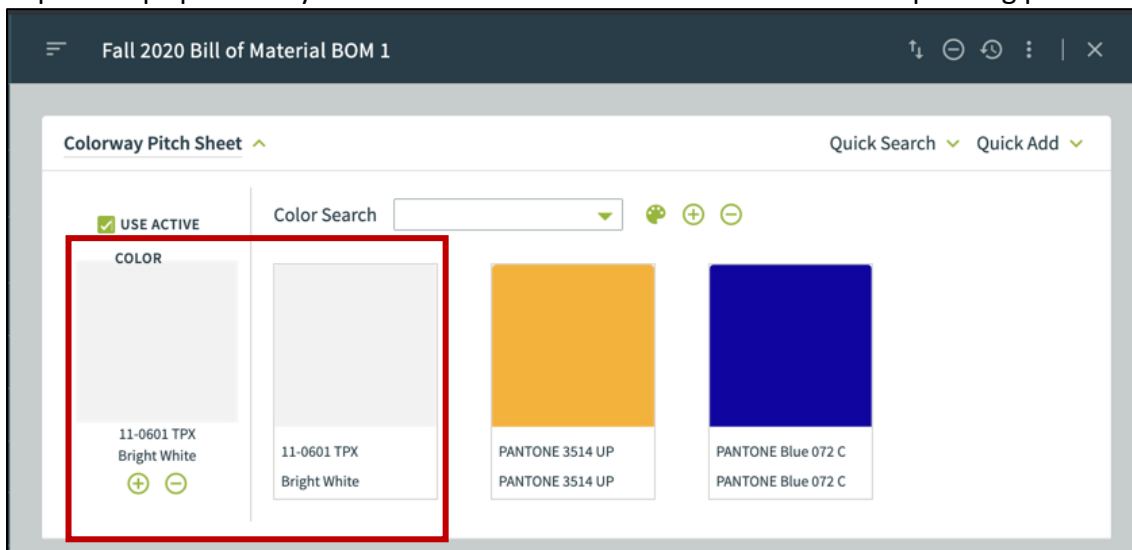 Fall 2020 Bill of Material BOM 1
Colorway Pitch Sheet
Quick Search
Quick Add
USE ACTIVE
COLOR
Color Search
11-0601 TPX
Bright White
11-0601 TPX
Bright White
PANTONE 3514 UP
PANTONE 3514 UP
PANTONE Blue 072 C
PANTONE Blue 072 C